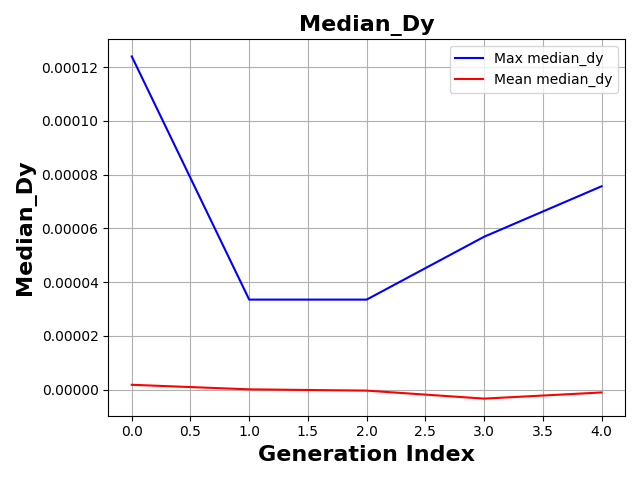 Median_Dy
Max median_dy
Mean median_dy
Median_Dy
0.00012
0.00010
0.00008
0.00006
0.00004
0.00002
0.00000
0.0 0.5 1.0 1.5 2.0 2.5 3.0 3.5 4.0
Generation Index